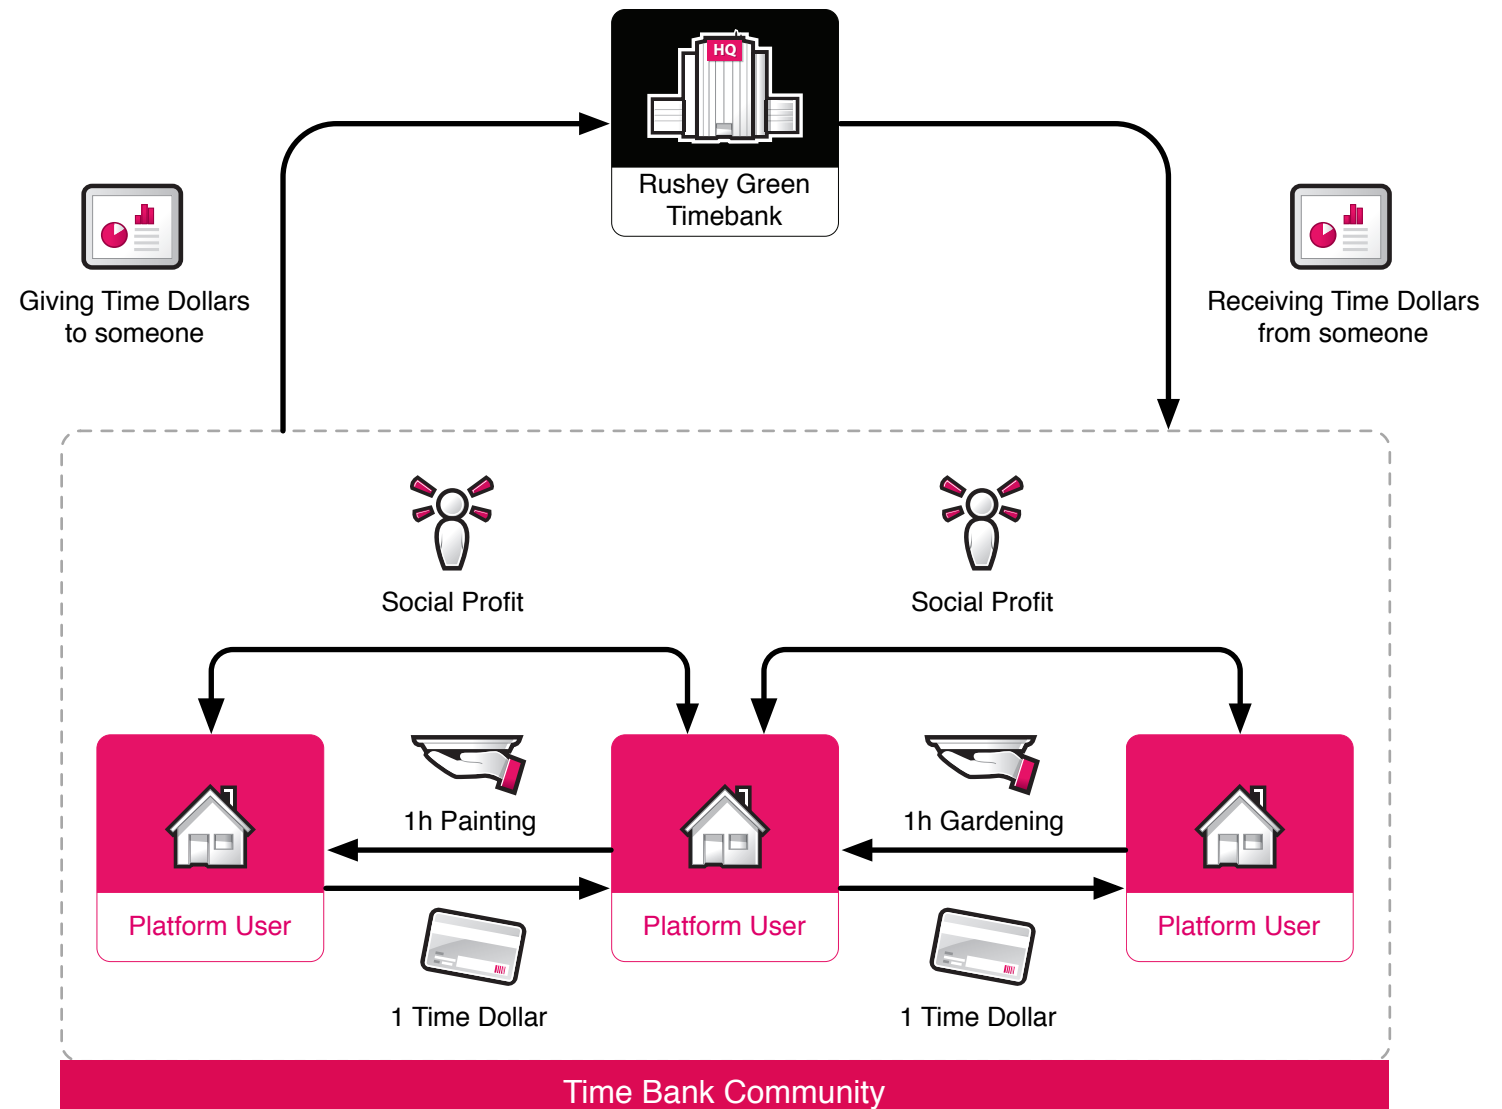 HQ
Rushey Green
Timebank
Giving Time Dollars
to someone
Receiving Time Dollars
from someone
Social Profit
Social Profit
1h Painting
1h Gardening
Platform User
Platform User
Platform User
1 Time Dollar
1 Time Dollar
Time Bank Community